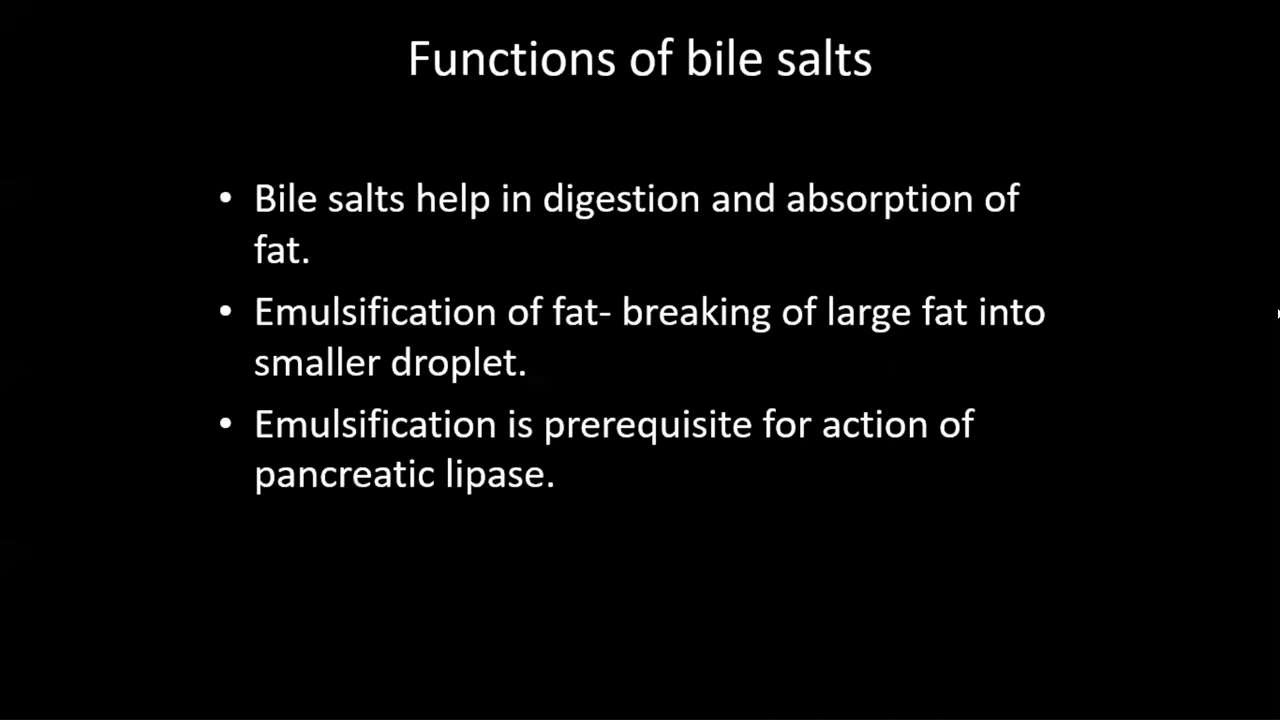 Functions of bile salts
• Bile salts help in digestion and absorption of
fat.
• Emulsification of fat- breaking of large fat into
smaller droplet.
• Emulsification is prerequisite for action of
pancreatic lipase.